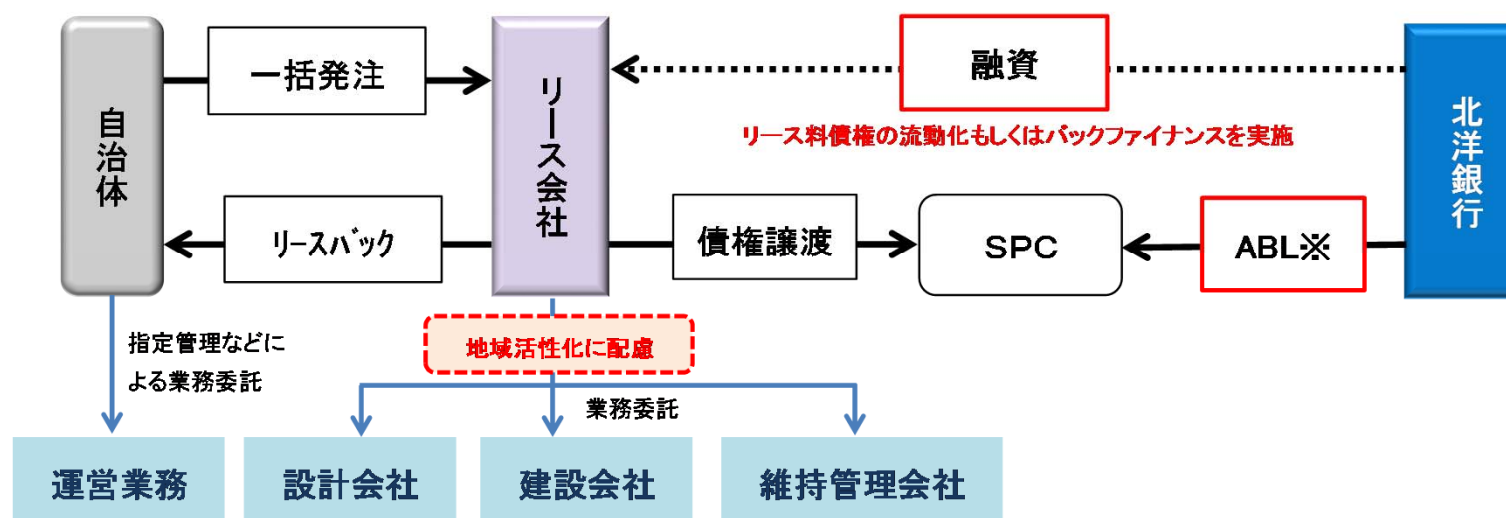 一括発注
融資
自治体
リース会社
北洋銀行
リース料債権の流動化もしくはバックファイナンスを実施
リースバック
債権譲渡
SPC
ABL※
指定管理などに
よる業務委託
地域活性化に配慮
業務委託
運営業務
設計会社
建設会社
維持管理会社